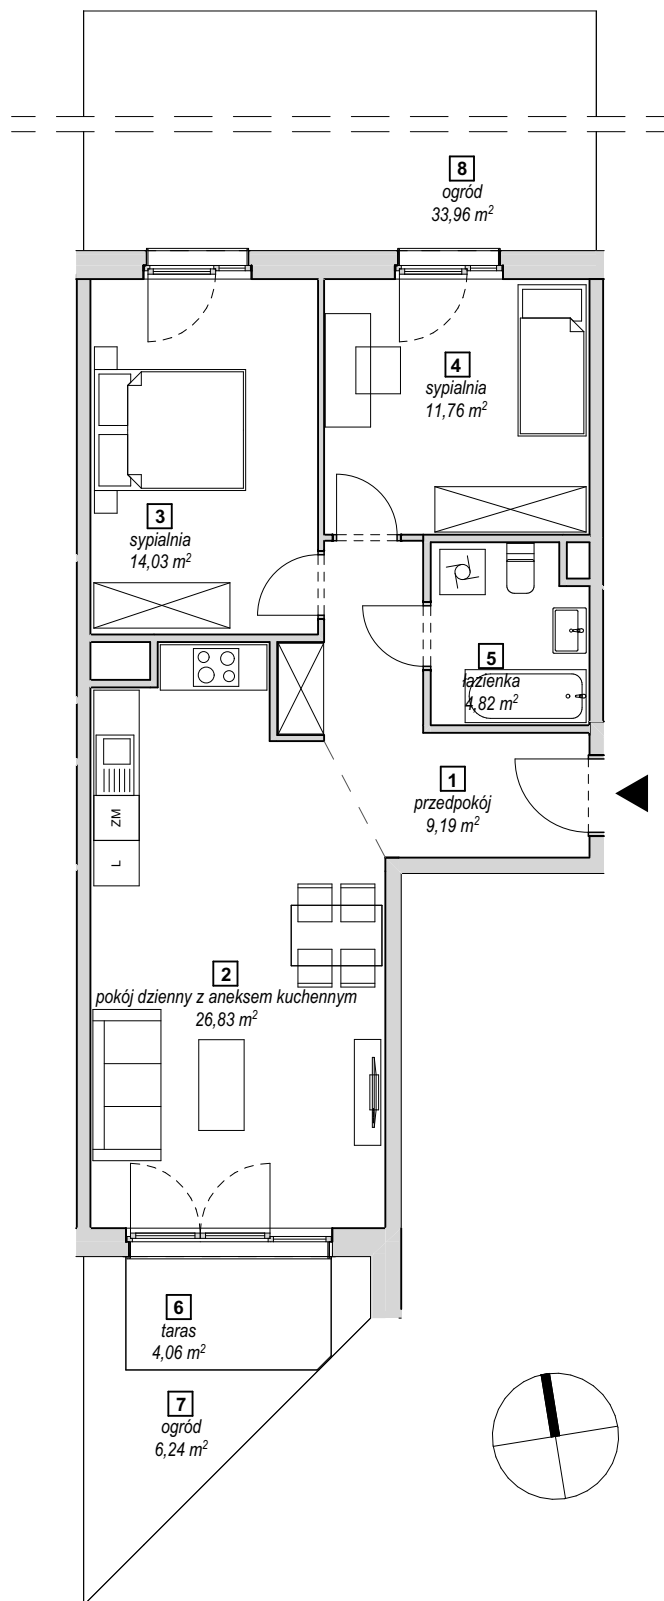 8
ogród
33,96 m²
4
sypialnia
11,76 m²
3
sypialnia
14,03 m²
5
łazienka
4,82 m²
1
przedpokój
9,19 m²
ZM
L
2
pokój dzienny z aneksem kuchennym
26,83 m²
6
taras
4,06 m²
7
ogród
6,24 m²